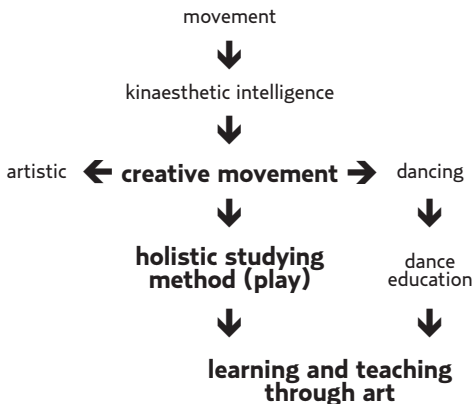 movement
kinaesthetic intelligence
artistic creative movement dancing
holistic studying
method (play)
dance
education
learning and teaching
through art